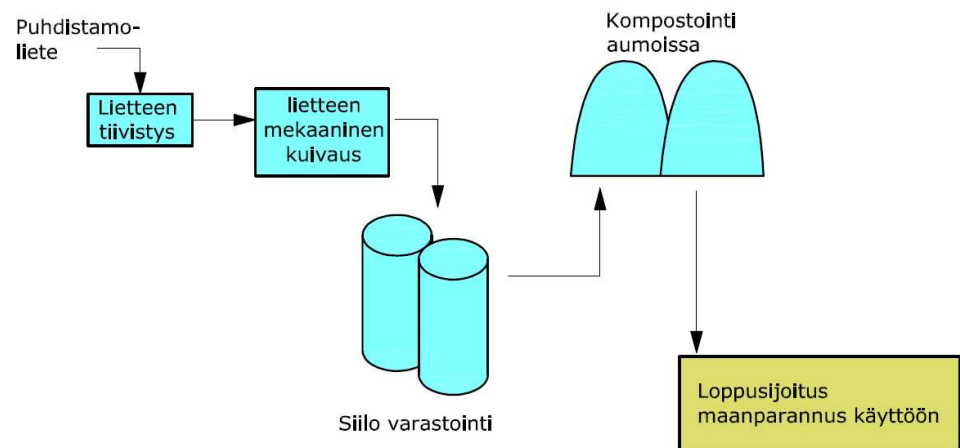 Puhdistamo-
liete
Lietteen
tiivistys
lietteen
mekaaninen
kuivaus
Siilo varastointi
Kompostointi
aumoissa
Loppusijoitus
maanparannus käyttöön